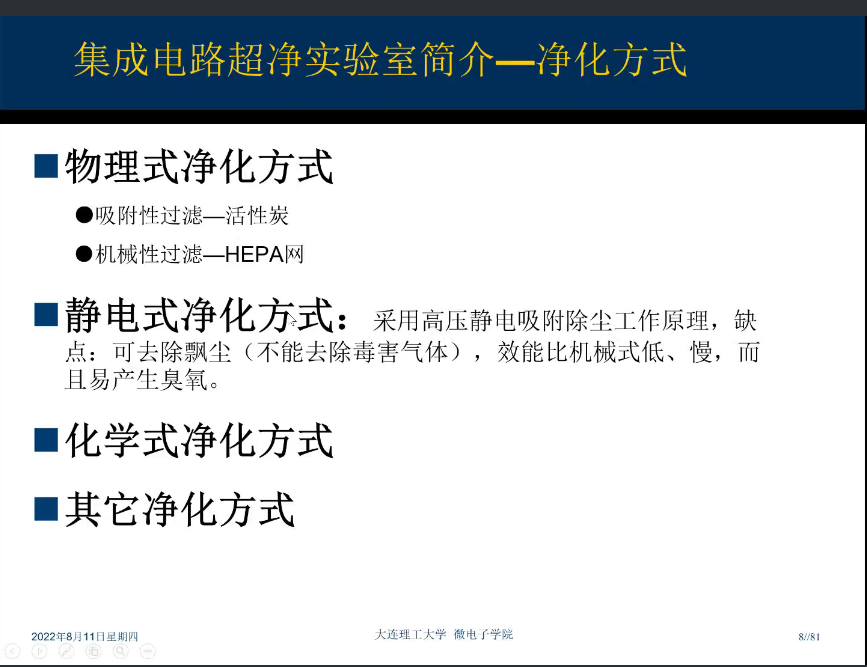 集成电路超净实验室简介—净化方式
■物理式净化方式
●吸附性过滤—活性炭
●机械性过滤—HEPA网
■静电式净化方式：采用高压静电吸附除尘工作原理，缺
点：可去除飘尘（不能去除毒害气体），效能比机械式低、慢，而
且易产生臭氧。
■化学式净化方式
■其它净化方式
2022年8月11日星期四
大连理工大学 微电子学院
8//81